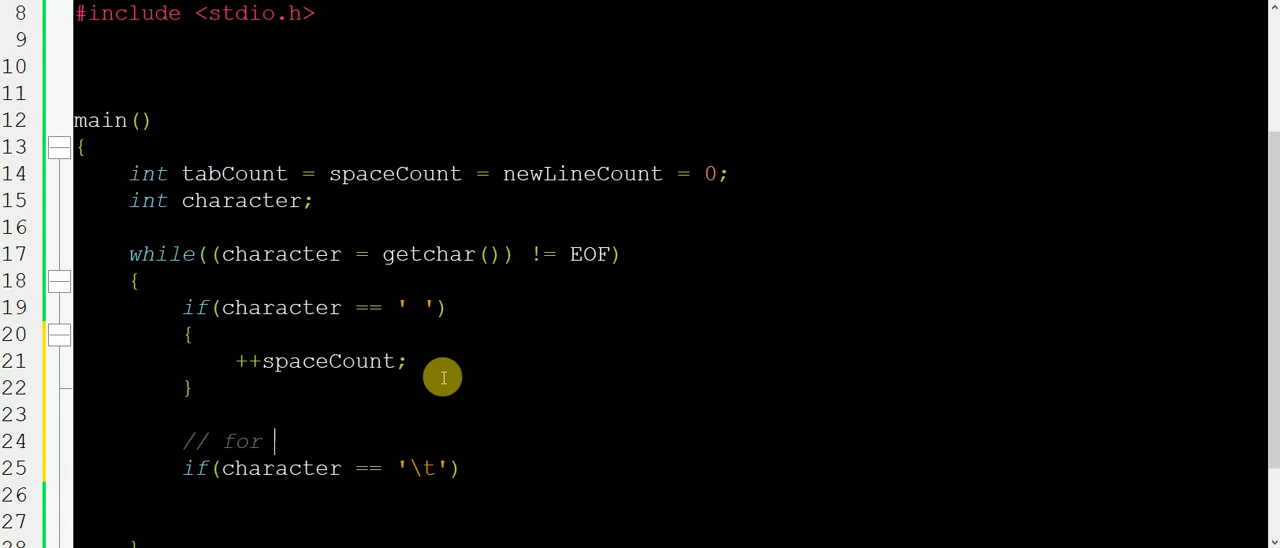 8 #include <stdio.h>
9
10
11
12 main()
13 {
14 int tabCount = spaceCount = newLineCount = 0;
15 int character;
16
17 while((character = getchar()) != EOF)
18 {
19 if(character == ' ')
20 {
21 ++spaceCount;
22 }
23
24 // for
25 if(character == '\t')
26
27
28 }